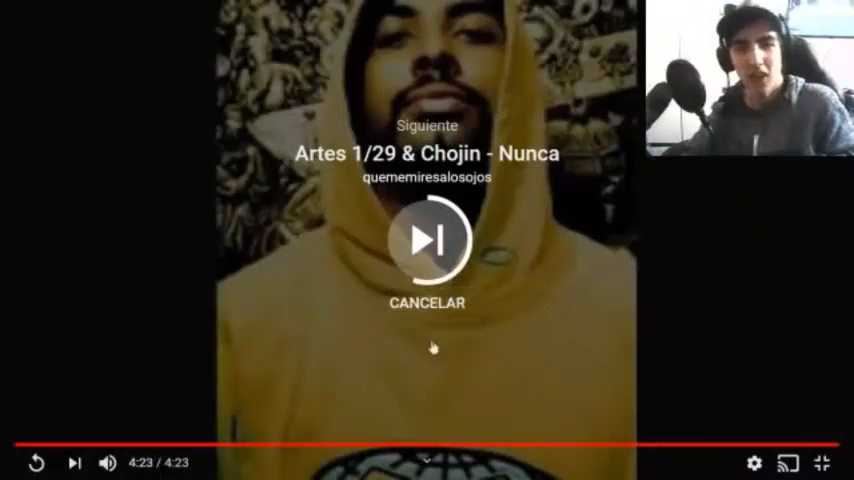 Siguiente
Artes 1/29 & Chojin - Nunca
quememiresalosojos
CANCELAR
4:23 / 4:23